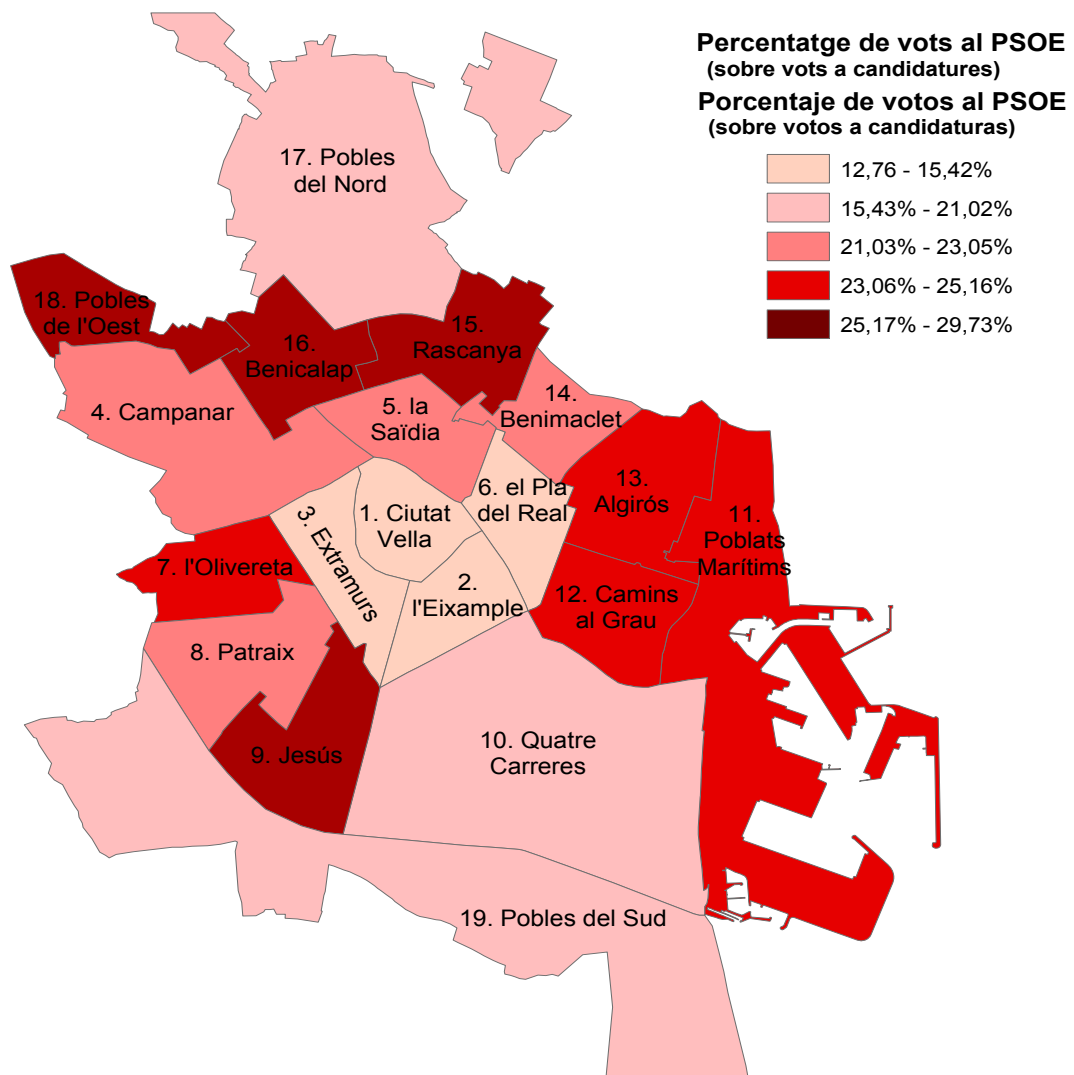 Percentatge de vots al PSOE
(sobre vots a candidatures)
Porcentaje de votos al PSOE
(sobre votos a candidaturas)
12,76 - 15,42%
15,43% - 21,02%
21,03% - 23,05%
23,06% - 25,16%
25,17% - 29,73%
17. Pobles
del Nord
18. Pobles
de l'Oest
16.
Benicalap
15.
Rascanya
4. Campanar
5. la
Saïdia
14.
Benimaclet
6. el Pla
del Real
13.
Algirós
11.
Poblats
Marítims
3. Extramurs
1. Ciutat
Vella
7. l'Olivereta
2.
l'Eixample
12. Camins
al Grau
8. Patraix
9. Jesús
10. Quatre
Carreres
19. Pobles del Sud